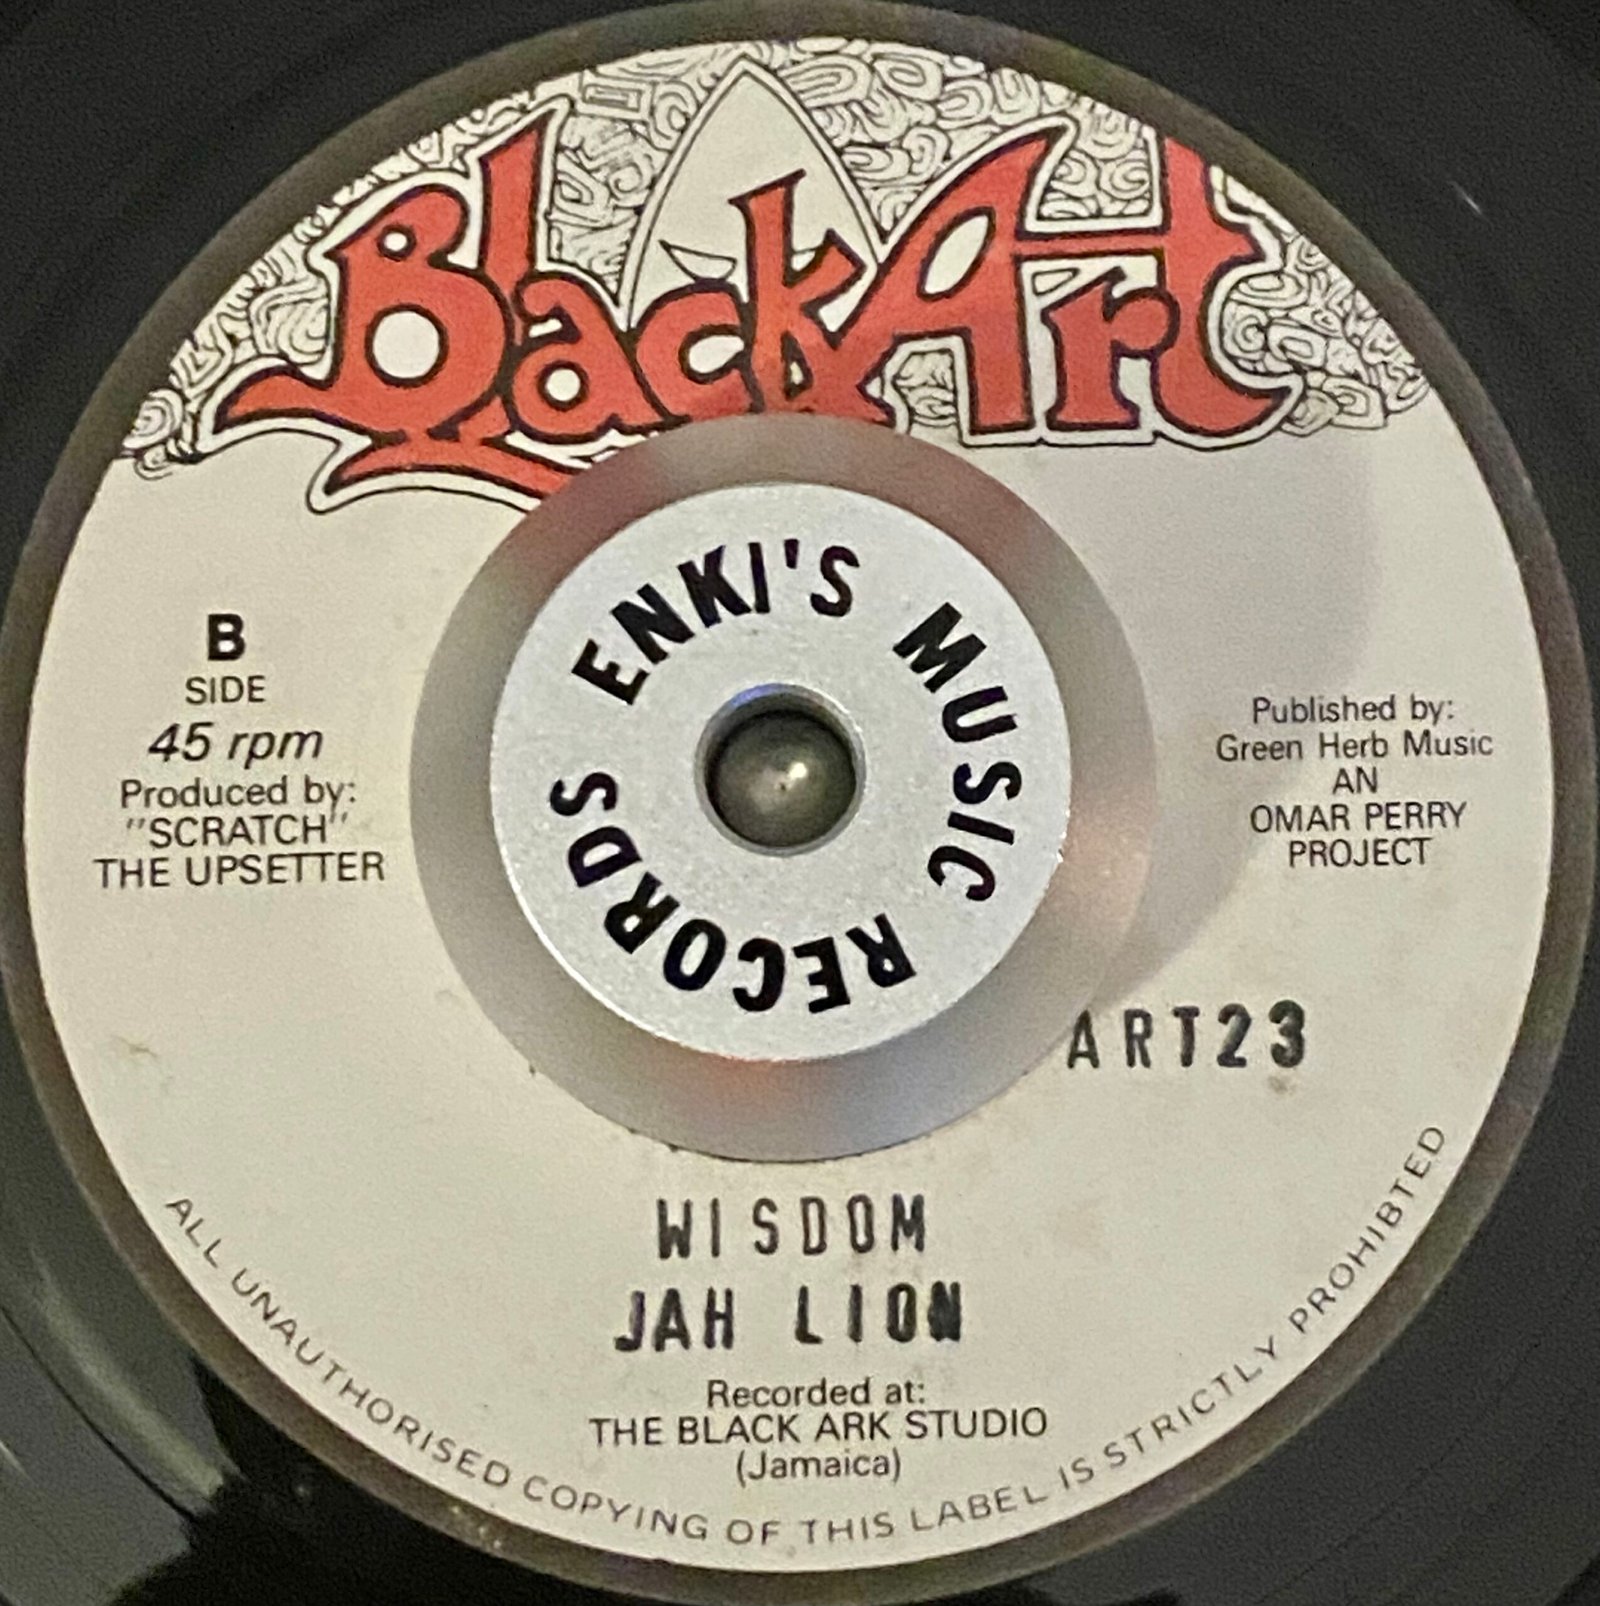 BlackArt
ENKI'S MUSIC RECORDS
B
SIDE
45 rpm
Produced by:
"SCRATCH"
THE UPSETTER
Published by:
Green Herb Music
AN
OMAR PERRY
PROJECT
ART23
WISDOM
JAH LION
Recorded at:
THE BLACK ARK STUDIO
(Jamaica)
ALL UNAUTHORISED COPYING OF THIS LABEL IS STRICTLY PROHIBTED